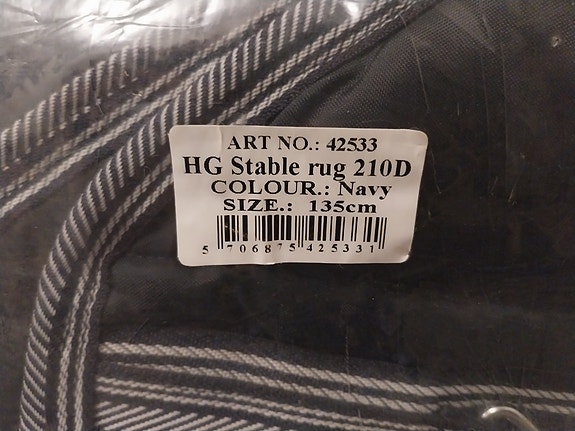 ART NO.: 42533
HG Stable rug 210D
COLOUR.: Navy
SIZE.: 135cm
5 706875 425331